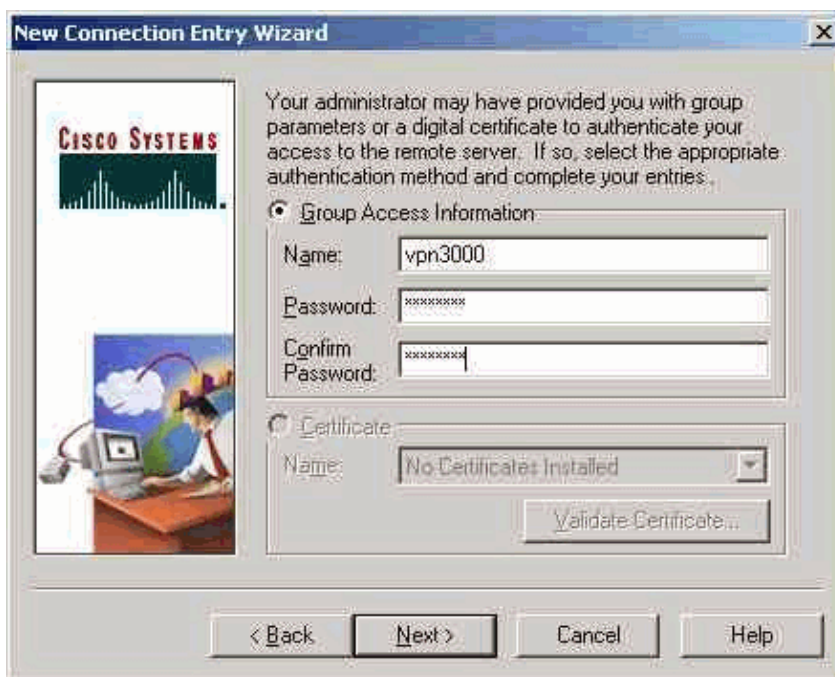 New Connection Entry Wizard
CISCO SYSTEMS
Your administrator may have provided you with group
parameters or a digital certificate to authenticate your
access to the remote server. If so, select the appropriate
authentication method and complete your entries.
Group Access Information
Name: vpn3000
Password: ********
Confirm
Password: ********
Certificate
Name: No Certificates Installed
Validate Certificate...
< Back
Next >
Cancel
Help